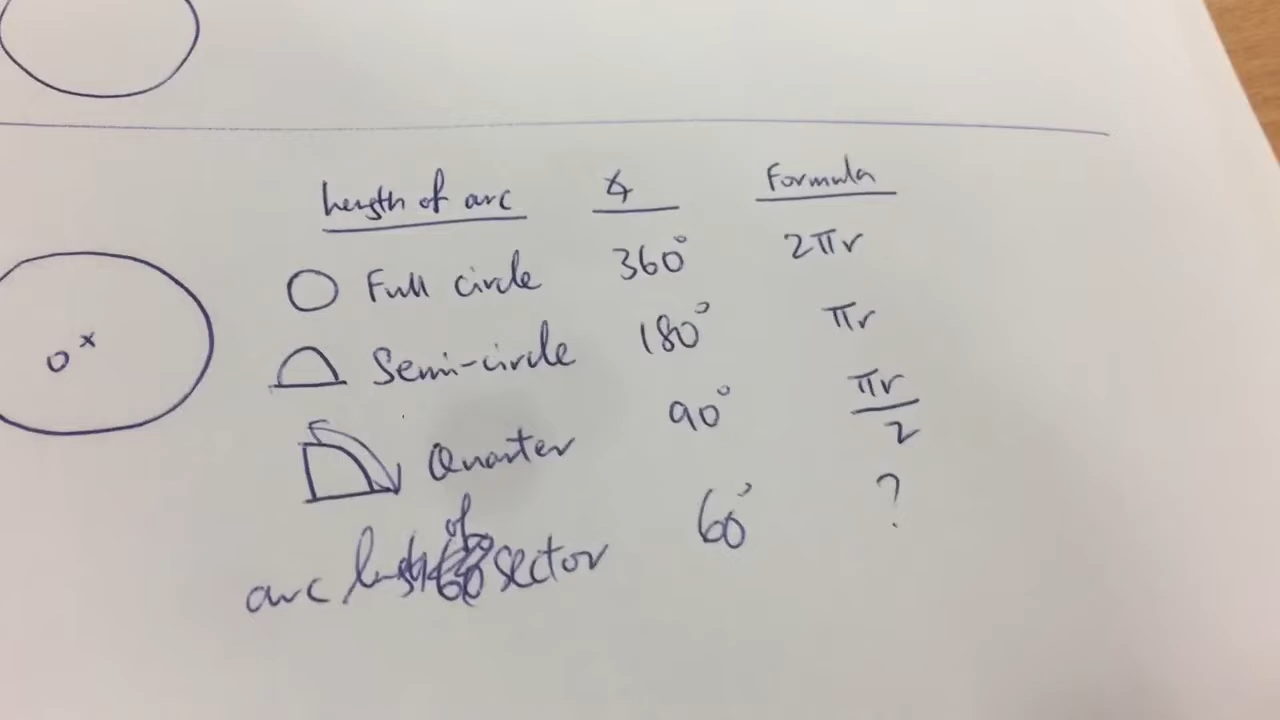 Length of arc ∡ Formula
Full circle 360° 2πr
Semi-circle 180° πr
Quarter 90° πr/2
arc length of sector 60° ?
O x